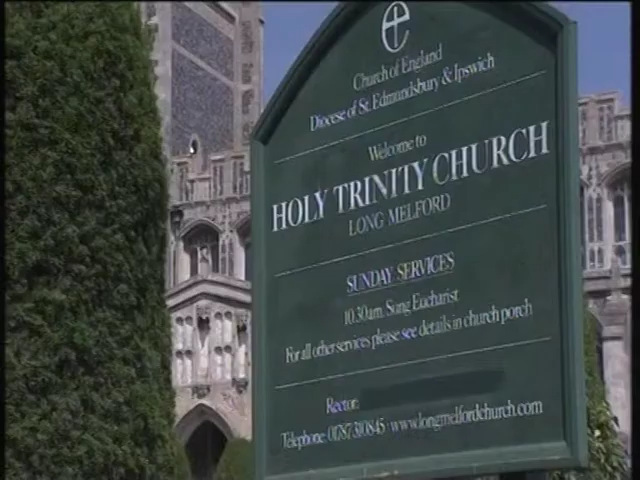 Church of England
Diocese of St. Edmundsbury & Ipswich
Welcome to
HOLY TRINITY CHURCH
LONG MELFORD
SUNDAY SERVICES
10.30am. Sung Eucharist
For all other services please see details in church porch
Rector:
Telephone: 01787 310845 · www.longmelfordchurch.com